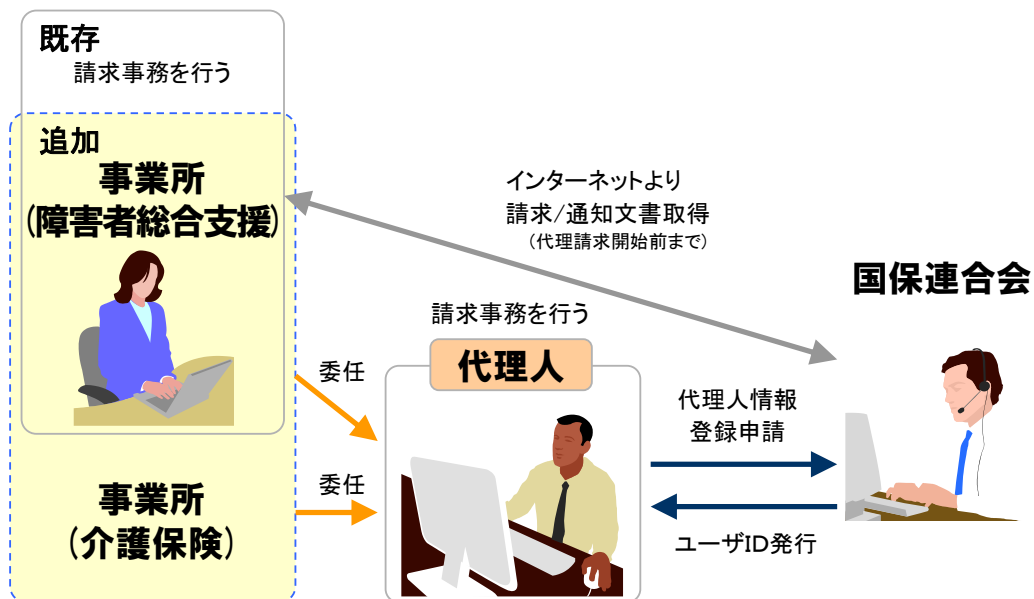 既存
請求事務を行う
追加
事業所
(障害者総合支援)
インターネットより
請求/通知文書取得
(代理請求開始前まで)
国保連合会
請求事務を行う
代理人
委任
代理人情報
登録申請
委任
事業所
(介護保険)
ユーザID発行